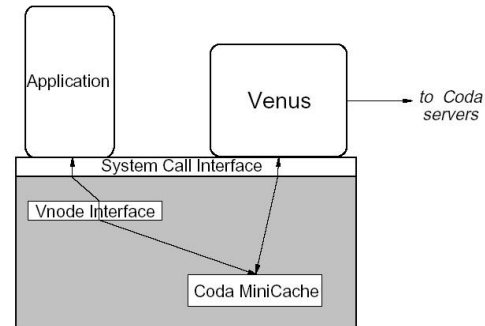 Application
Venus
to Coda
servers
System Call Interface
Vnode Interface
Coda MiniCache